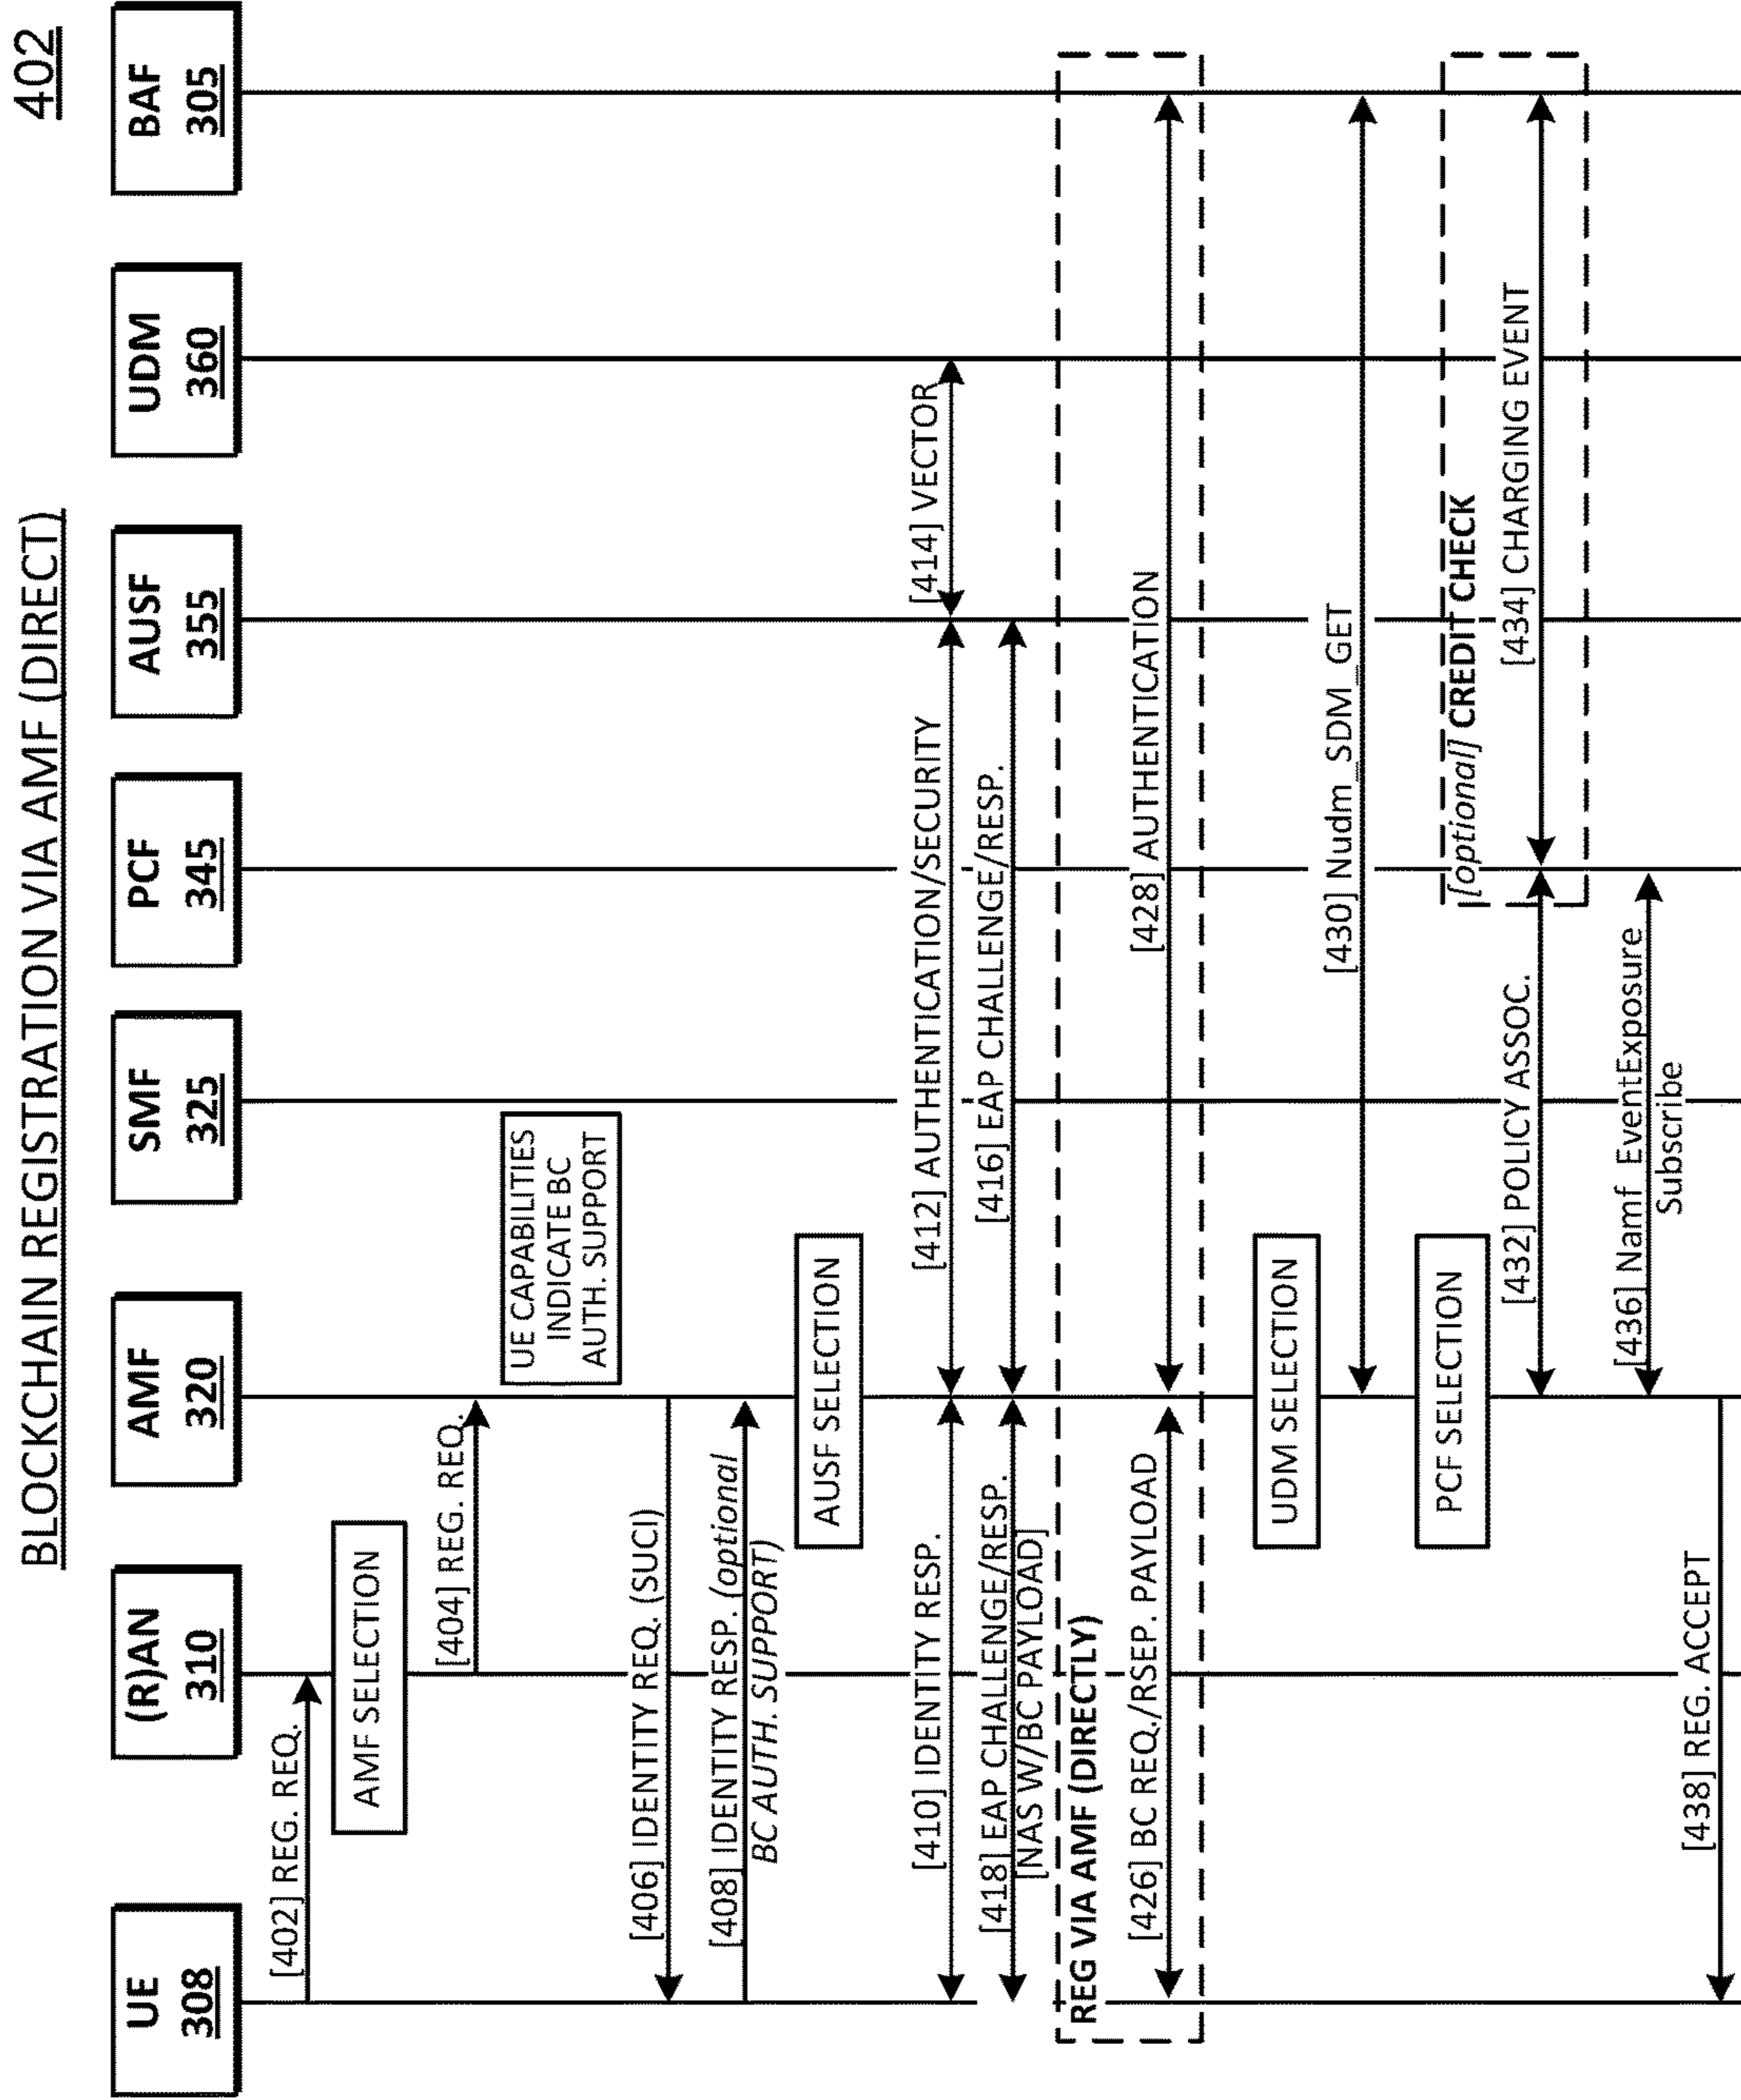 BLOCKCHAIN REGISTRATION VIA AMF (DIRECT)
402
UE
308
(R)AN
310
AMF
320
SMF
325
PCF
345
AUSF
355
UDM
360
BAF
305
[402] REG. REQ.
AMF SELECTION
[404] REG. REQ.
UE CAPABILITIES
INDICATE BC
AUTH. SUPPORT
[406] IDENTITY REQ. (SUCI)
[408] IDENTITY RESP. (optional
BC AUTH. SUPPORT)
AUSF SELECTION
[410] IDENTITY RESP.
[412] AUTHENTICATION/SECURITY
[414] VECTOR
[418] EAP CHALLENGE/RESP.
[NAS W/BC PAYLOAD]
[416] EAP CHALLENGE/RESP.
REG VIA AMF (DIRECTLY)
[426] BC REQ./RSEP. PAYLOAD
[428] AUTHENTICATION
UDM SELECTION
[430] Nudm_SDM_GET
PCF SELECTION
[optional] CREDIT CHECK
[432] POLICY ASSOC.
[434] CHARGING EVENT
[436] Namf EventExposure
Subscribe
[438] REG. ACCEPT